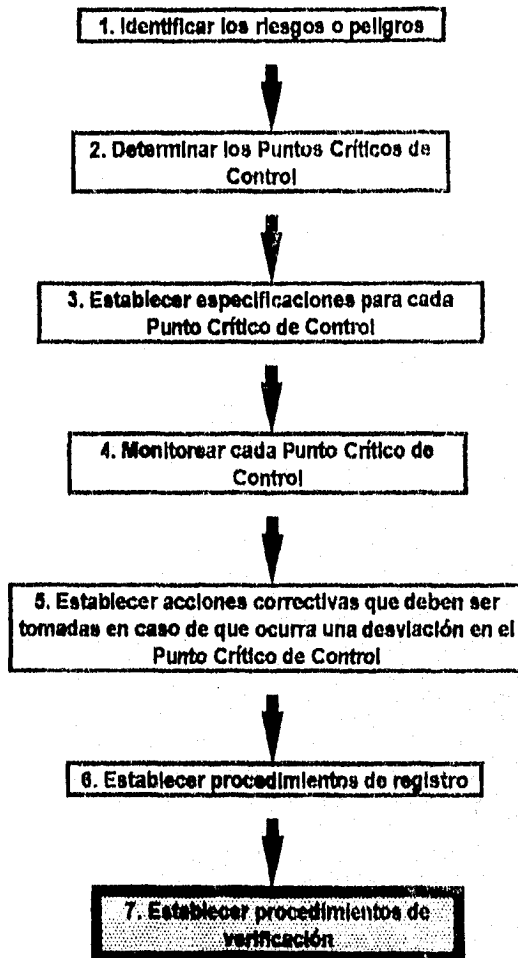 1. Identificar los riesgos o peligros
2. Determinar los Puntos Críticos de
Control
3. Establecer especificaciones para cada
Punto Crítico de Control
4. Monitorear cada Punto Crítico de
Control
5. Establecer acciones correctivas que deben ser
tomadas en caso de que ocurra una desviación en el
Punto Crítico de Control
6. Establecer procedimientos de registro
7. Establecer procedimientos de
verificación